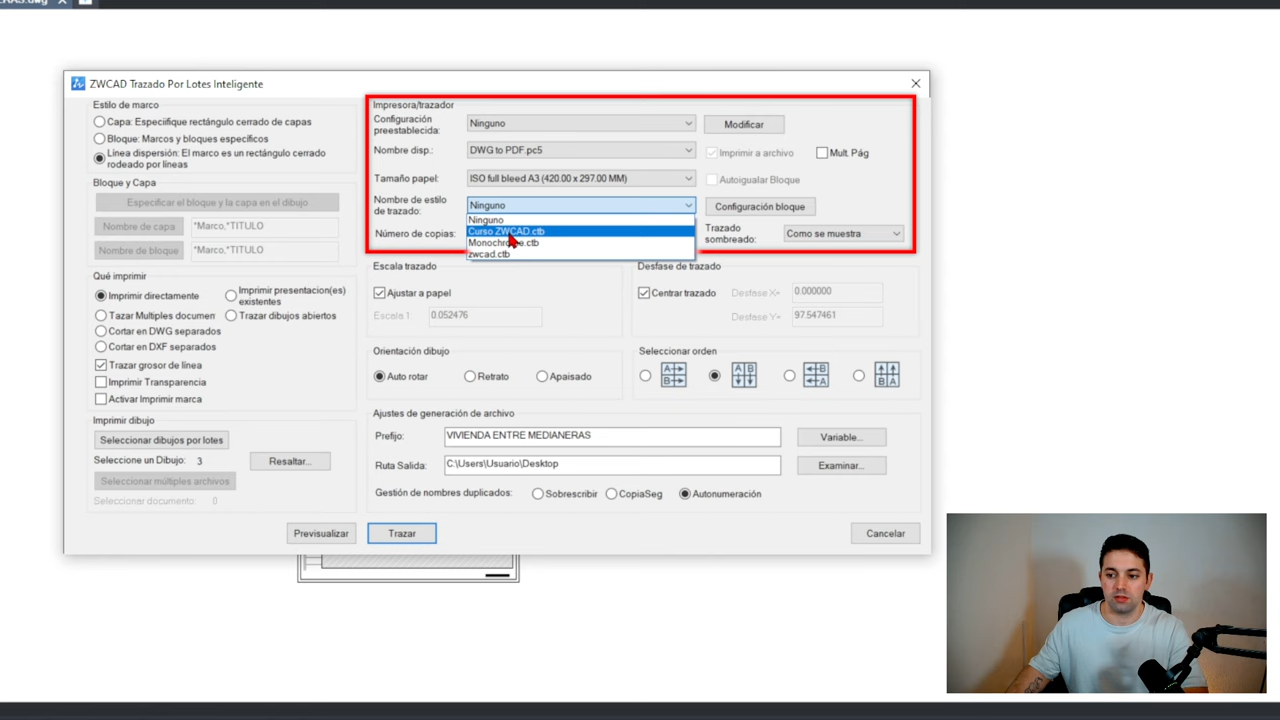 ZWCAD Trazado Por Lotes Inteligente
Estilo de marco
Capa: Especiifique rectángulo cerrado de capas
Bloque: Marcos y bloques específicos
Línea dispersión: El marco es un rectángulo cerrado
rodeado por líneas
Bloque y Capa
Especificar el bloque y la capa en el dibujo
Nombre de capa
*Marco,*TITULO
Nombre de bloque
*Marco,*TITULO
Qué imprimir
Imprimir directamente
Imprimir presentacion(es)
existentes
Tazar Multiples documen
Trazar dibujos abiertos
Cortar en DWG separados
Cortar en DXF separados
Trazar grosor de línea
Imprimir Transparencia
Activar Imprimir marca
Imprimir dibujo
Seleccionar dibujos por lotes
Seleccione un Dibujo: 3
Resaltar...
Seleccionar múltiples archivos
Seleccionar documento: 0
Impresora/trazador
Configuración
preestablecida:
Ninguno
Modificar
Nombre disp.:
DWG to PDF.pc5
Imprimir a archivo
Mult. Pág
Tamaño papel:
ISO full bleed A3 (420.00 x 297.00 MM)
Autoigualar Bloque
Nombre de estilo
de trazado:
Ninguno
Configuración bloque
Ninguno
Curso ZWCAD.ctb
zwcad.ctb
Número de copias:
Trazado
sombreado:
Como se muestra
Escala trazado
Ajustar a papel
Escala 1:
0.052476
Desfase de trazado
Centrar trazado
Desfase X+
0.000000
Desfase Y+
97.547461
Orientación dibujo
Auto rotar
Retrato
Apaisado
Seleccionar orden
A
B
A B
B
A
B A
Ajustes de generación de archivo
Prefijo:
VIVIENDA ENTRE MEDIANERAS
Variable...
Ruta Salida:
C:\Users\Usuario\Desktop
Examinar...
Gestión de nombres duplicados:
Sobrescribir
CopiaSeg
Autonumeración
Previsualizar
Trazar
Cancelar